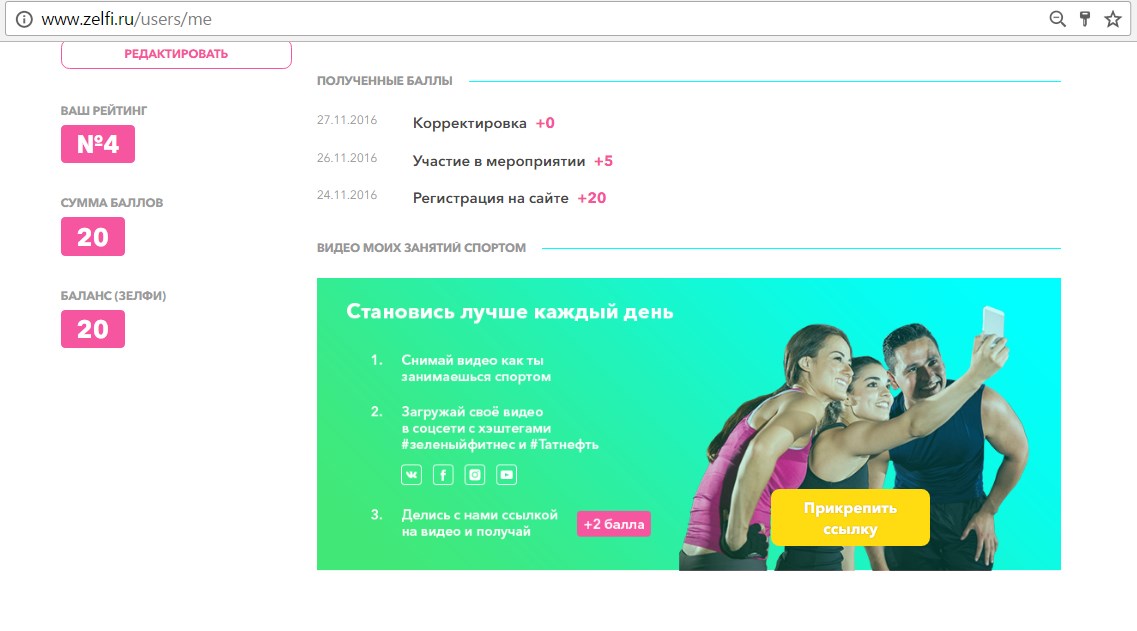 www.zelfi.ru/users/me
РЕДАКТИРОВАТЬ
ВАШ РЕЙТИНГ
№4
СУММА БАЛЛОВ
20
БАЛАНС (ЗЕЛФИ)
20
ПОЛУЧЕННЫЕ БАЛЛЫ
27.11.2016 Корректировка +0
26.11.2016 Участие в мероприятии +5
24.11.2016 Регистрация на сайте +20
ВИДЕО МОИХ ЗАНЯТИЙ СПОРТОМ
Становись лучше каждый день
1. Снимай видео как ты
занимаешься спортом
2. Загружай своё видео
в соцсети с хэштегами
#зеленыйфитнес и #Татнефть
3. Делись с нами ссылкой
на видео и получай +2 балла
Прикрепить
ссылку